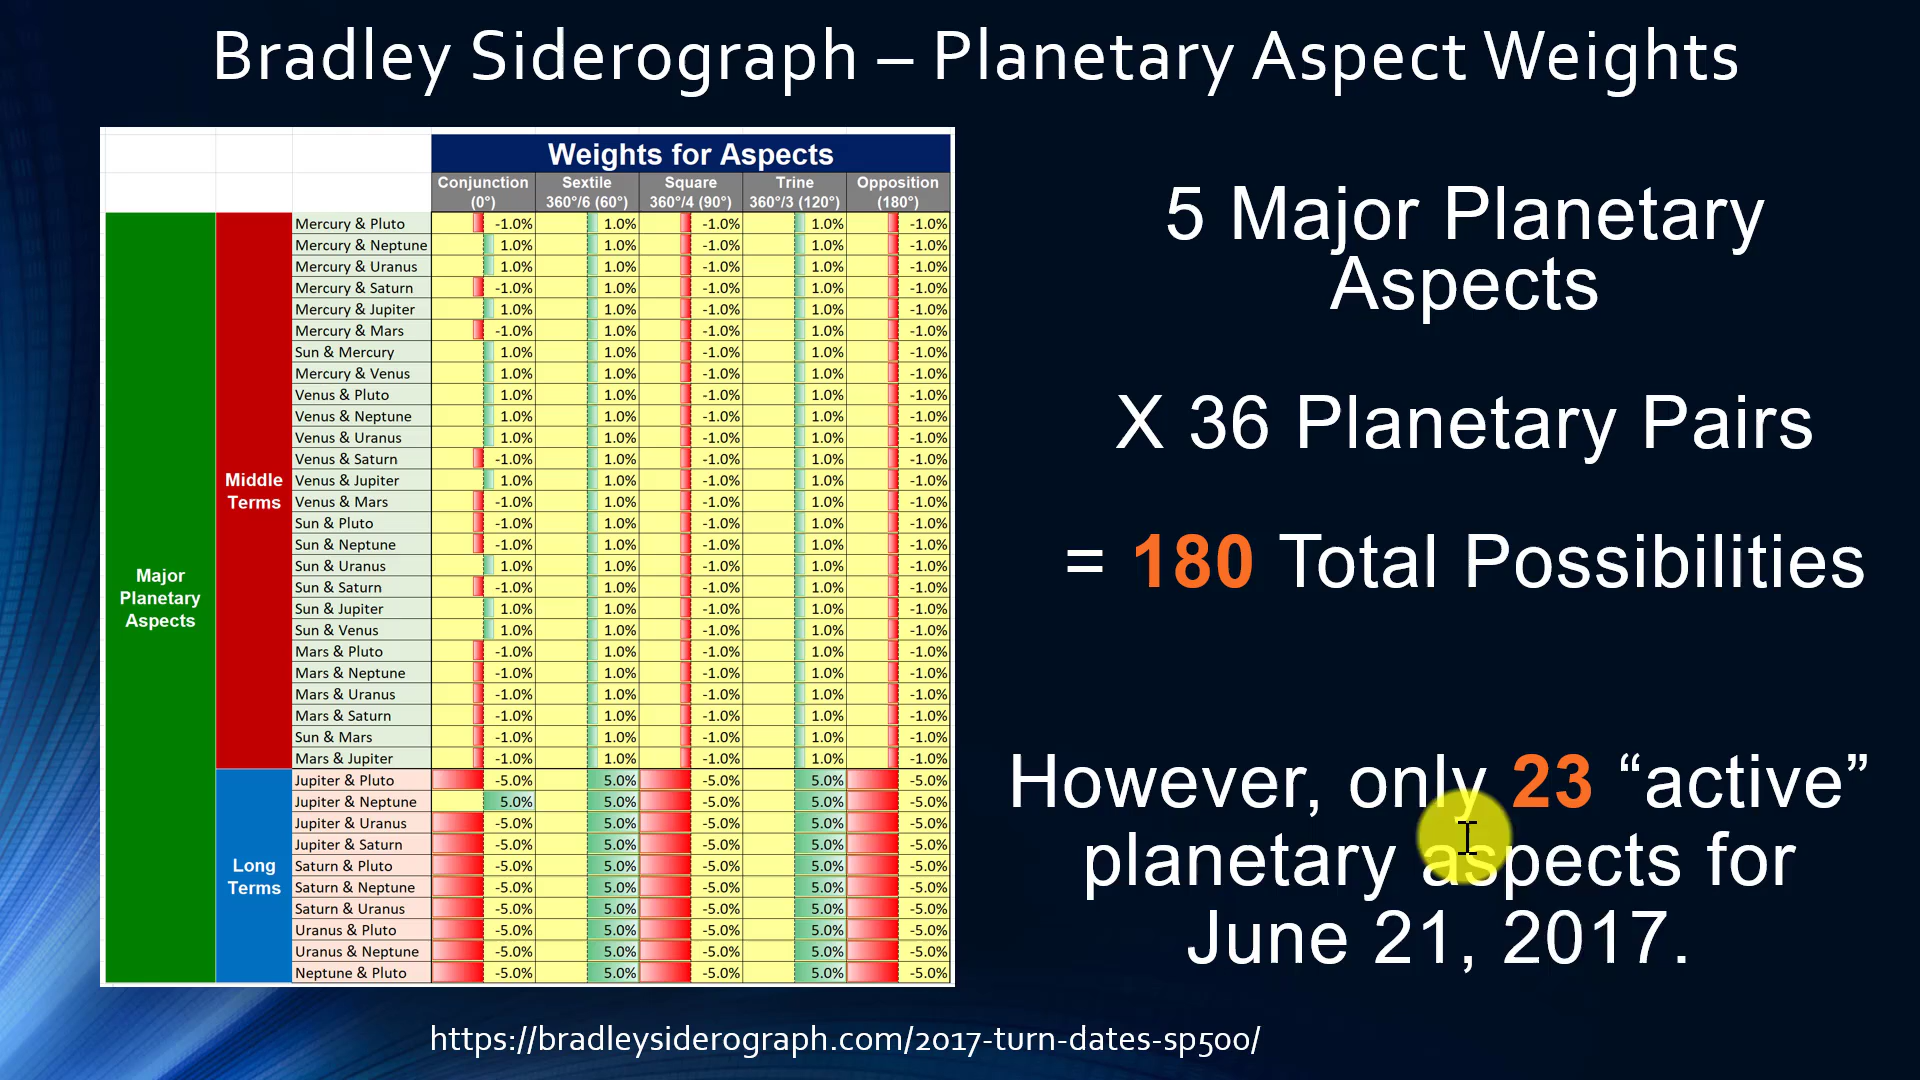 Bradley Siderograph – Planetary Aspect Weights
Weights for Aspects
Conjunction (0°) Sextile 360°/6 (60°) Square 360°/4 (90°) Trine 360°/3 (120°) Opposition (180°)
Major Planetary Aspects
Middle Terms
Mercury & Pluto -1.0% 1.0% -1.0% 1.0% -1.0%
Mercury & Neptune 1.0% 1.0% -1.0% 1.0% -1.0%
Mercury & Uranus 1.0% 1.0% -1.0% 1.0% -1.0%
Mercury & Saturn -1.0% 1.0% -1.0% 1.0% -1.0%
Mercury & Jupiter 1.0% 1.0% -1.0% 1.0% -1.0%
Mercury & Mars -1.0% 1.0% -1.0% 1.0% -1.0%
Sun & Mercury 1.0% 1.0% -1.0% 1.0% -1.0%
Mercury & Venus 1.0% 1.0% -1.0% 1.0% -1.0%
Venus & Pluto 1.0% 1.0% -1.0% 1.0% -1.0%
Venus & Neptune 1.0% 1.0% -1.0% 1.0% -1.0%
Venus & Uranus 1.0% 1.0% -1.0% 1.0% -1.0%
Venus & Saturn -1.0% 1.0% -1.0% 1.0% -1.0%
Venus & Jupiter 1.0% 1.0% -1.0% 1.0% -1.0%
Venus & Mars -1.0% 1.0% -1.0% 1.0% -1.0%
Sun & Pluto -1.0% 1.0% -1.0% 1.0% -1.0%
Sun & Neptune -1.0% 1.0% -1.0% 1.0% -1.0%
Sun & Uranus 1.0% 1.0% -1.0% 1.0% -1.0%
Sun & Saturn -1.0% 1.0% -1.0% 1.0% -1.0%
Sun & Jupiter 1.0% 1.0% -1.0% 1.0% -1.0%
Sun & Venus 1.0% 1.0% -1.0% 1.0% -1.0%
Mars & Pluto -1.0% 1.0% -1.0% 1.0% -1.0%
Mars & Neptune -1.0% 1.0% -1.0% 1.0% -1.0%
Mars & Uranus -1.0% 1.0% -1.0% 1.0% -1.0%
Mars & Saturn -1.0% 1.0% -1.0% 1.0% -1.0%
Sun & Mars -1.0% 1.0% -1.0% 1.0% -1.0%
Mars & Jupiter -1.0% 1.0% -1.0% 1.0% -1.0%
Long Terms
Jupiter & Pluto -5.0% 5.0% -5.0% 5.0% -5.0%
Jupiter & Neptune 5.0% 5.0% -5.0% 5.0% -5.0%
Jupiter & Uranus -5.0% 5.0% -5.0% 5.0% -5.0%
Jupiter & Saturn -5.0% 5.0% -5.0% 5.0% -5.0%
Saturn & Pluto -5.0% 5.0% -5.0% 5.0% -5.0%
Saturn & Neptune -5.0% 5.0% -5.0% 5.0% -5.0%
Saturn & Uranus -5.0% 5.0% -5.0% 5.0% -5.0%
Uranus & Pluto -5.0% 5.0% -5.0% 5.0% -5.0%
Uranus & Neptune -5.0% 5.0% -5.0% 5.0% -5.0%
Neptune & Pluto -5.0% 5.0% -5.0% 5.0% -5.0%
5 Major Planetary
Aspects
X 36 Planetary Pairs
= 180 Total Possibilities
However, only 23 “active”
planetary aspects for
June 21, 2017.
https://bradleysiderograph.com/2017-turn-dates-sp500/